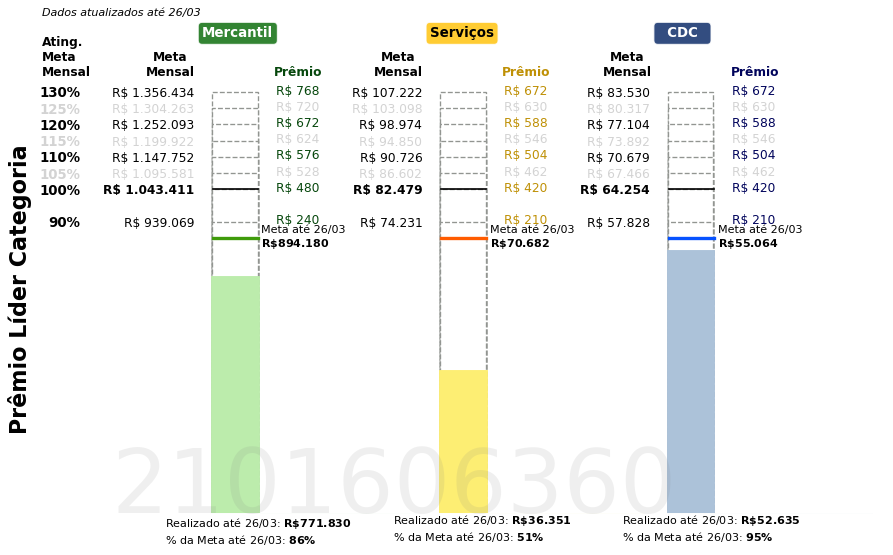 Dados atualizados até 26/03
Mercantil Serviços CDC
Ating. Meta Mensal
Meta Mensal Prêmio Meta Mensal Prêmio Meta Mensal Prêmio
130% R$ 1.356.434 R$ 768 R$ 107.222 R$ 672 R$ 83.530 R$ 672
125% R$ 1.304.263 R$ 720 R$ 103.098 R$ 630 R$ 80.317 R$ 630
120% R$ 1.252.093 R$ 672 R$ 98.974 R$ 588 R$ 77.104 R$ 588
115% R$ 1.199.922 R$ 624 R$ 94.850 R$ 546 R$ 73.892 R$ 546
110% R$ 1.147.752 R$ 576 R$ 90.726 R$ 504 R$ 70.679 R$ 504
105% R$ 1.095.581 R$ 528 R$ 86.602 R$ 462 R$ 67.466 R$ 462
100% R$ 1.043.411 R$ 480 R$ 82.479 R$ 420 R$ 64.254 R$ 420
90% R$ 939.069 R$ 240 R$ 74.231 R$ 210 R$ 57.828 R$ 210
Meta até 26/03 Meta até 26/03 Meta até 26/03
R$894.180 R$70.682 R$55.064
Prêmio Líder Categoria
2101606360
Realizado até 26/03: R$771.830 Realizado até 26/03: R$36.351 Realizado até 26/03: R$52.635
% da Meta até 26/03: 86% % da Meta até 26/03: 51% % da Meta até 26/03: 95%